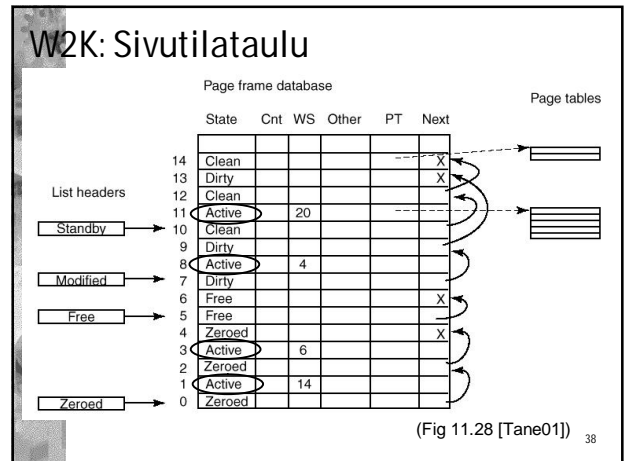 W2K: Sivutilataulu
Page frame database
Page tables
State Cnt WS Other PT Next
14 Clean X
13 Dirty X
List headers
12 Clean
11 Active 20
Standby
10 Clean
9 Dirty
8 Active 4
Modified
7 Dirty
6 Free X
Free
5 Free
4 Zeroed X
3 Active 6
2 Zeroed
1 Active 14
Zeroed
0 Zeroed
(Fig 11.28 [Tane01])
38